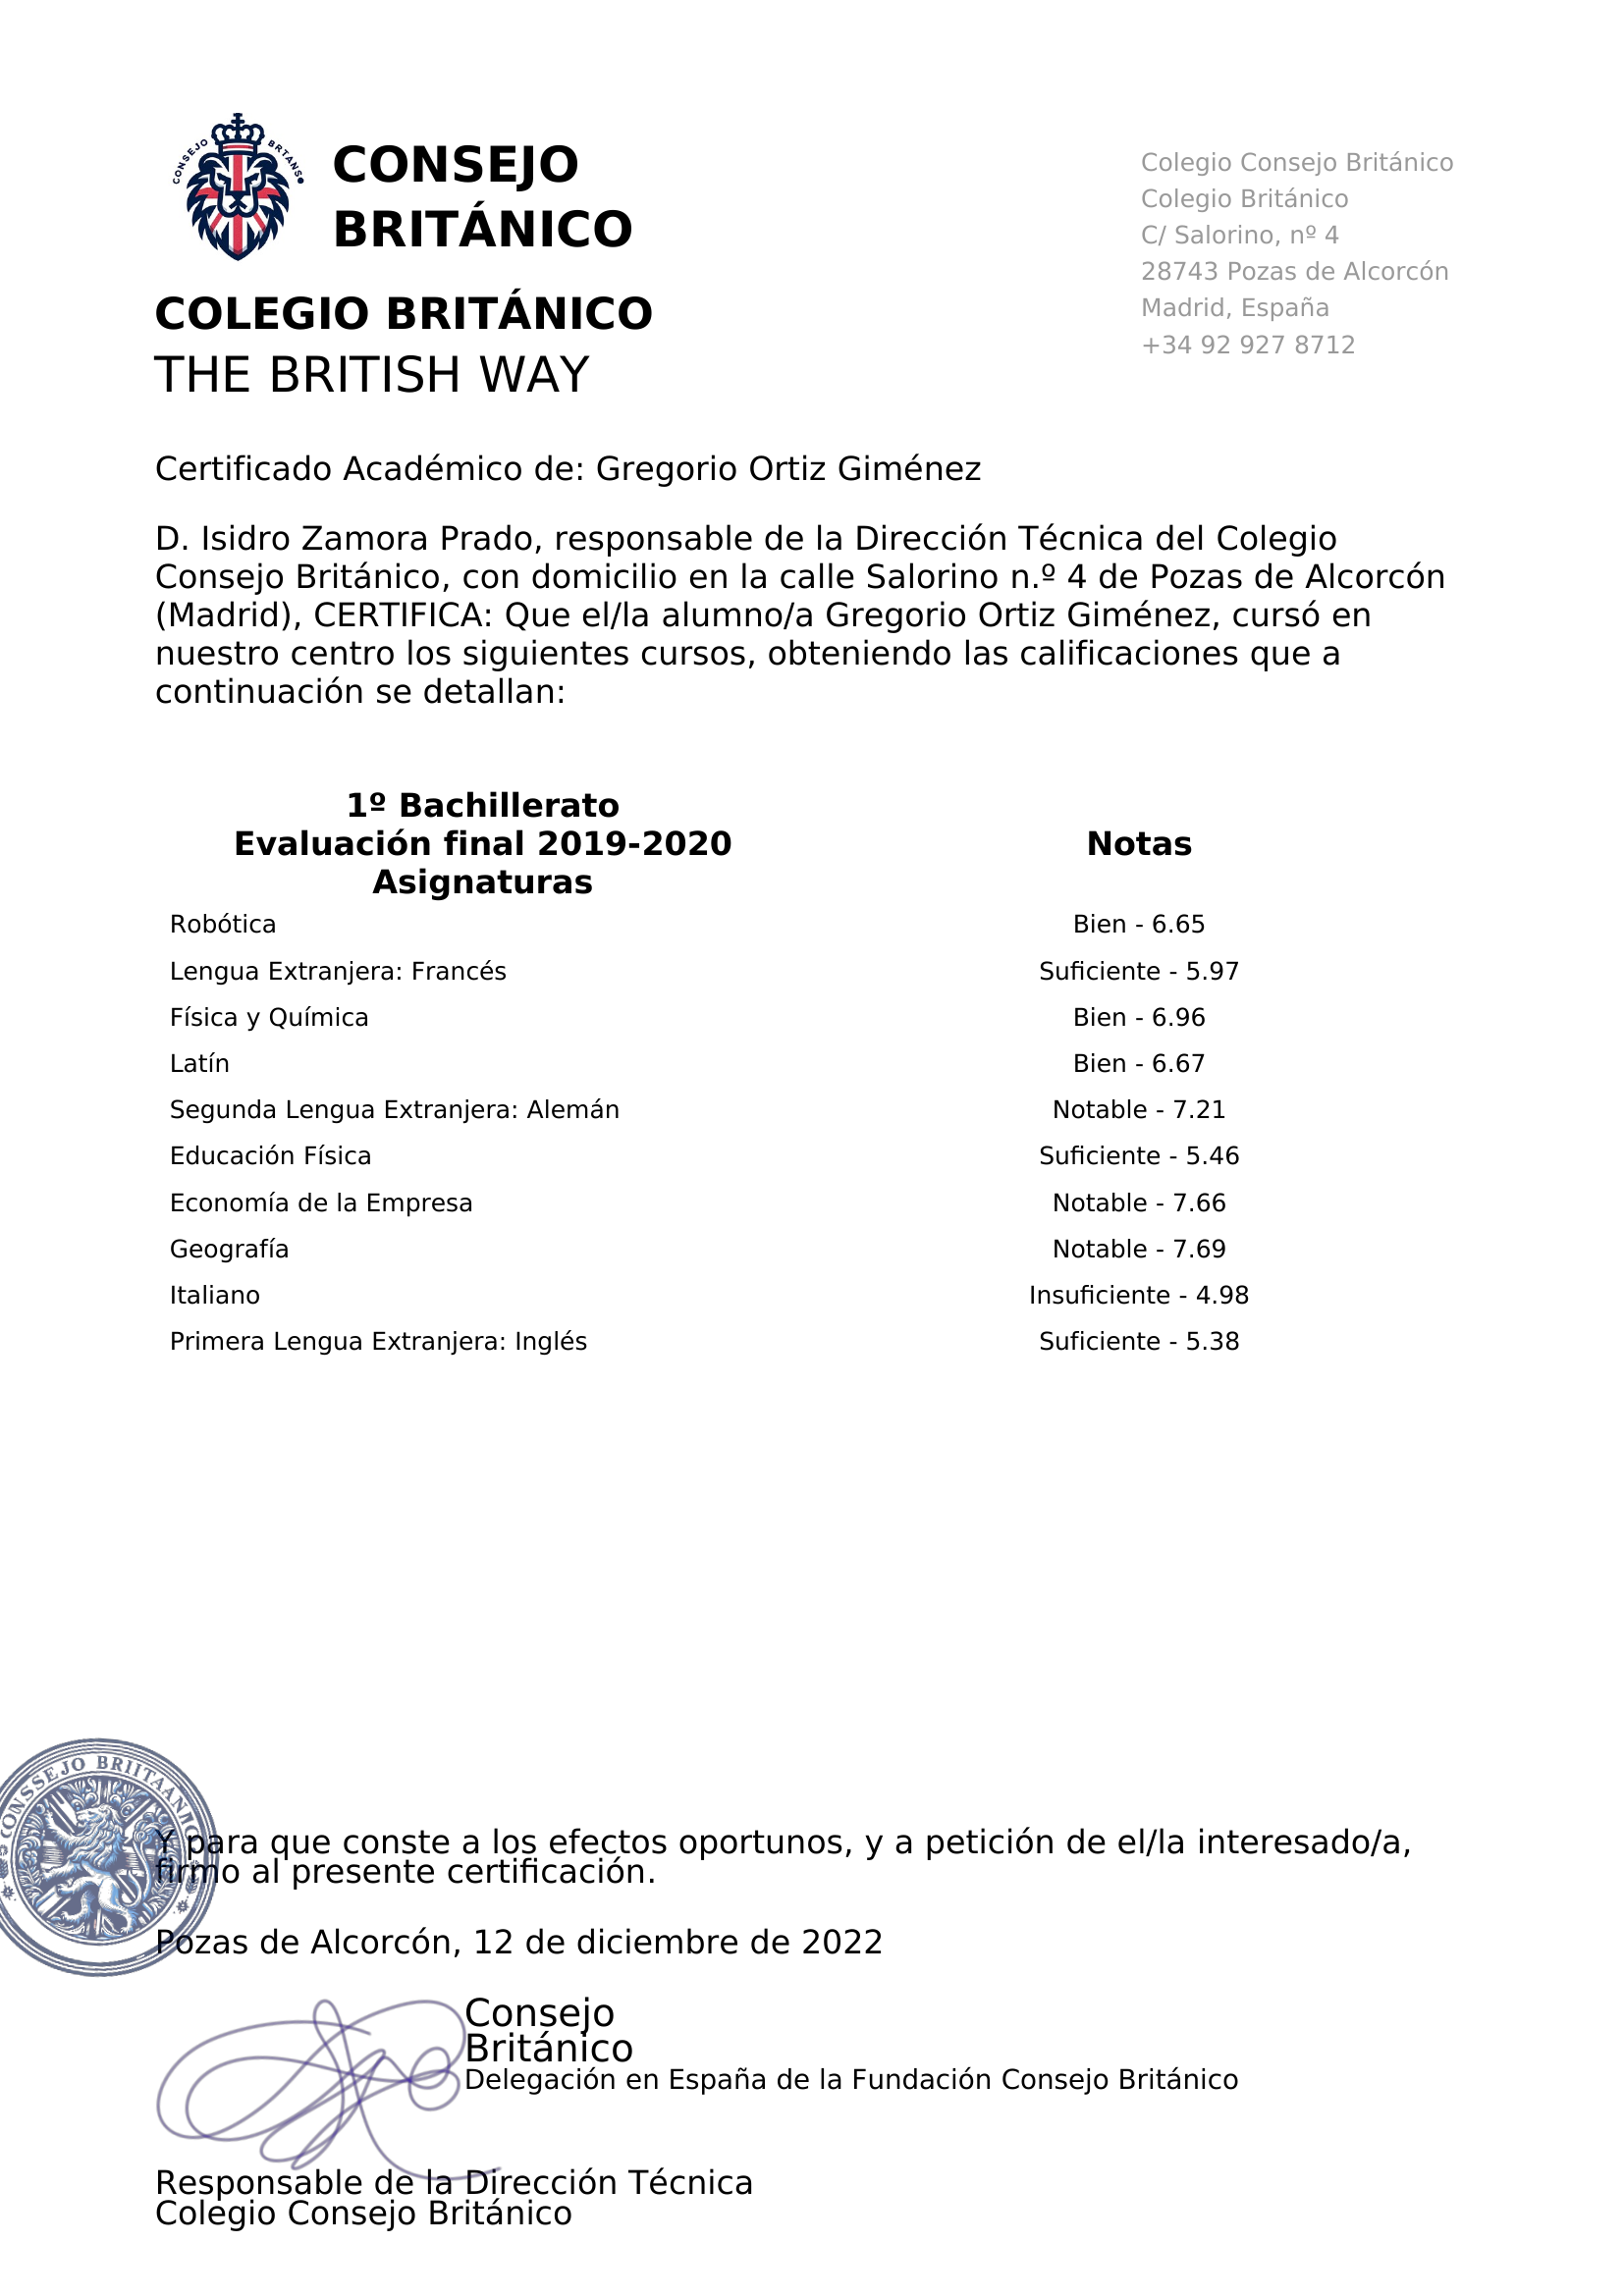 CONSEJO BRTANS
CONSEJO
BRITÁNICO
COLEGIO BRITÁNICO
THE BRITISH WAY
Colegio Consejo Británico
Colegio Británico
C/ Salorino, nº 4
28743 Pozas de Alcorcón
Madrid, España
+34 92 927 8712
Certificado Académico de: Gregorio Ortiz Giménez
D. Isidro Zamora Prado, responsable de la Dirección Técnica del Colegio
Consejo Británico, con domicilio en la calle Salorino n.º 4 de Pozas de Alcorcón
(Madrid), CERTIFICA: Que el/la alumno/a Gregorio Ortiz Giménez, cursó en
nuestro centro los siguientes cursos, obteniendo las calificaciones que a
continuación se detallan:
1º Bachillerato
Evaluación final 2019-2020 Notas
Asignaturas
Robótica Bien - 6.65
Lengua Extranjera: Francés Suficiente - 5.97
Física y Química Bien - 6.96
Latín Bien - 6.67
Segunda Lengua Extranjera: Alemán Notable - 7.21
Educación Física Suficiente - 5.46
Economía de la Empresa Notable - 7.66
Geografía Notable - 7.69
Italiano Insuficiente - 4.98
Primera Lengua Extranjera: Inglés Suficiente - 5.38
CONSSEJO BRIITAANICO
Y para que conste a los efectos oportunos, y a petición de el/la interesado/a,
firmo al presente certificación.
Pozas de Alcorcón, 12 de diciembre de 2022
Consejo
Británico
Delegación en España de la Fundación Consejo Británico
Responsable de la Dirección Técnica
Colegio Consejo Británico